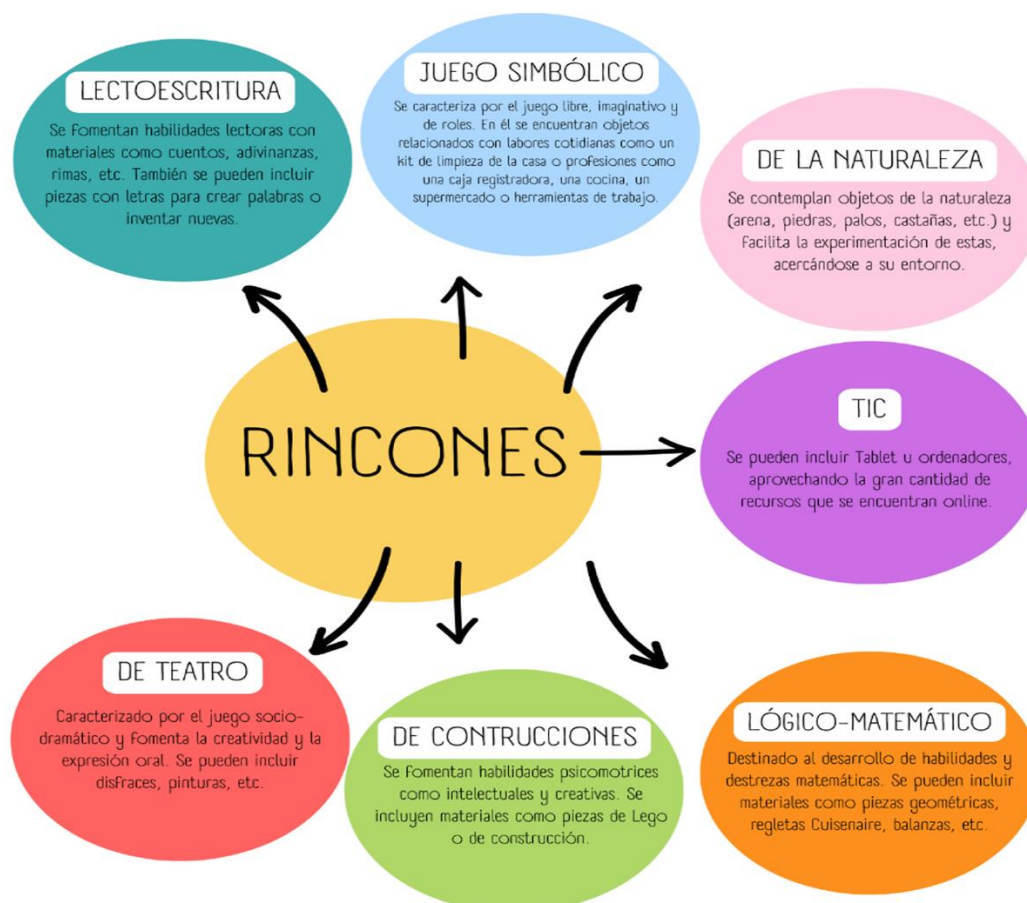 LECTOESCRITURA
Se fomentan habilidades lectoras con
materiales como cuentos, adivinanzas,
rimas, etc. También se pueden incluir
piezas con letras para crear palabras o
inventar nuevas.
JUEGO SIMBÓLICO
Se caracteriza por el juego libre, imaginativo y
de roles. En él se encuentran objetos
relacionados con labores cotidianas como un
kit de limpieza de la casa o profesiones como
una caja registradora, una cocina, un
supermercado o herramientas de trabajo.
DE LA NATURALEZA
Se contemplan objetos de la naturaleza
(arena, piedras, palos, castañas, etc.) y
facilita la experimentación de estas,
acercándose a su entorno.
RINCONES
TIC
Se pueden incluir Tablet u ordenadores,
aprovechando la gran cantidad de
recursos que se encuentran online.
DE TEATRO
Caracterizado por el juego socio-
dramático y fomenta la creatividad y la
expresión oral. Se pueden incluir
disfraces, pinturas, etc.
DE CONTRUCCIONES
Se fomentan habilidades psicomotrices
como intelectuales y creativas. Se
incluyen materiales como piezas de Lego
o de construcción.
LÓGICO-MATEMÁTICO
Destinado al desarrollo de habilidades y
destrezas matemáticas. Se pueden incluir
materiales como piezas geométricas,
regletas Cuisenaire, balanzas, etc.